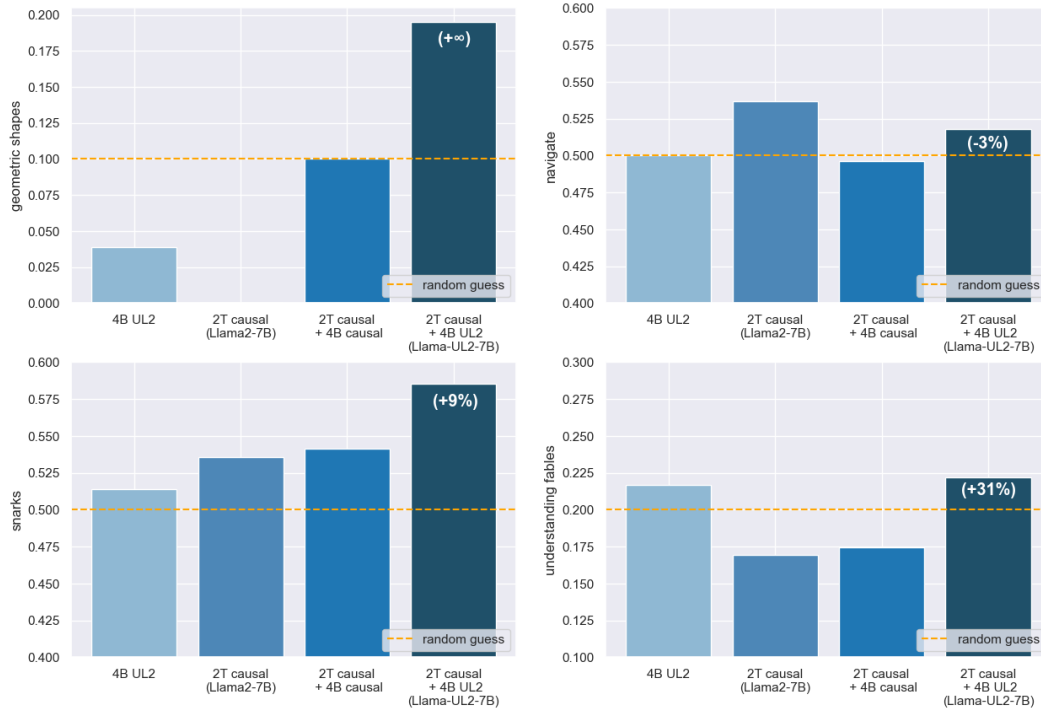 geometric shapes
0.200
0.175
0.150
0.125
0.100
0.075
0.050
0.025
0.000
(+∞)
random guess
4B UL2
2T causal
(Llama2-7B)
2T causal
+ 4B causal
2T causal
+ 4B UL2
(Llama-UL2-7B)
navigate
0.600
0.575
0.550
0.525
0.500
0.475
0.450
0.425
0.400
(-3%)
random guess
4B UL2
2T causal
(Llama2-7B)
2T causal
+ 4B causal
2T causal
+ 4B UL2
(Llama-UL2-7B)
snarks
0.600
0.575
0.550
0.525
0.500
0.475
0.450
0.425
0.400
(+9%)
random guess
4B UL2
2T causal
(Llama2-7B)
2T causal
+ 4B causal
2T causal
+ 4B UL2
(Llama-UL2-7B)
understanding fables
0.300
0.275
0.250
0.225
0.200
0.175
0.150
0.125
0.100
(+31%)
random guess
4B UL2
2T causal
(Llama2-7B)
2T causal
+ 4B causal
2T causal
+ 4B UL2
(Llama-UL2-7B)